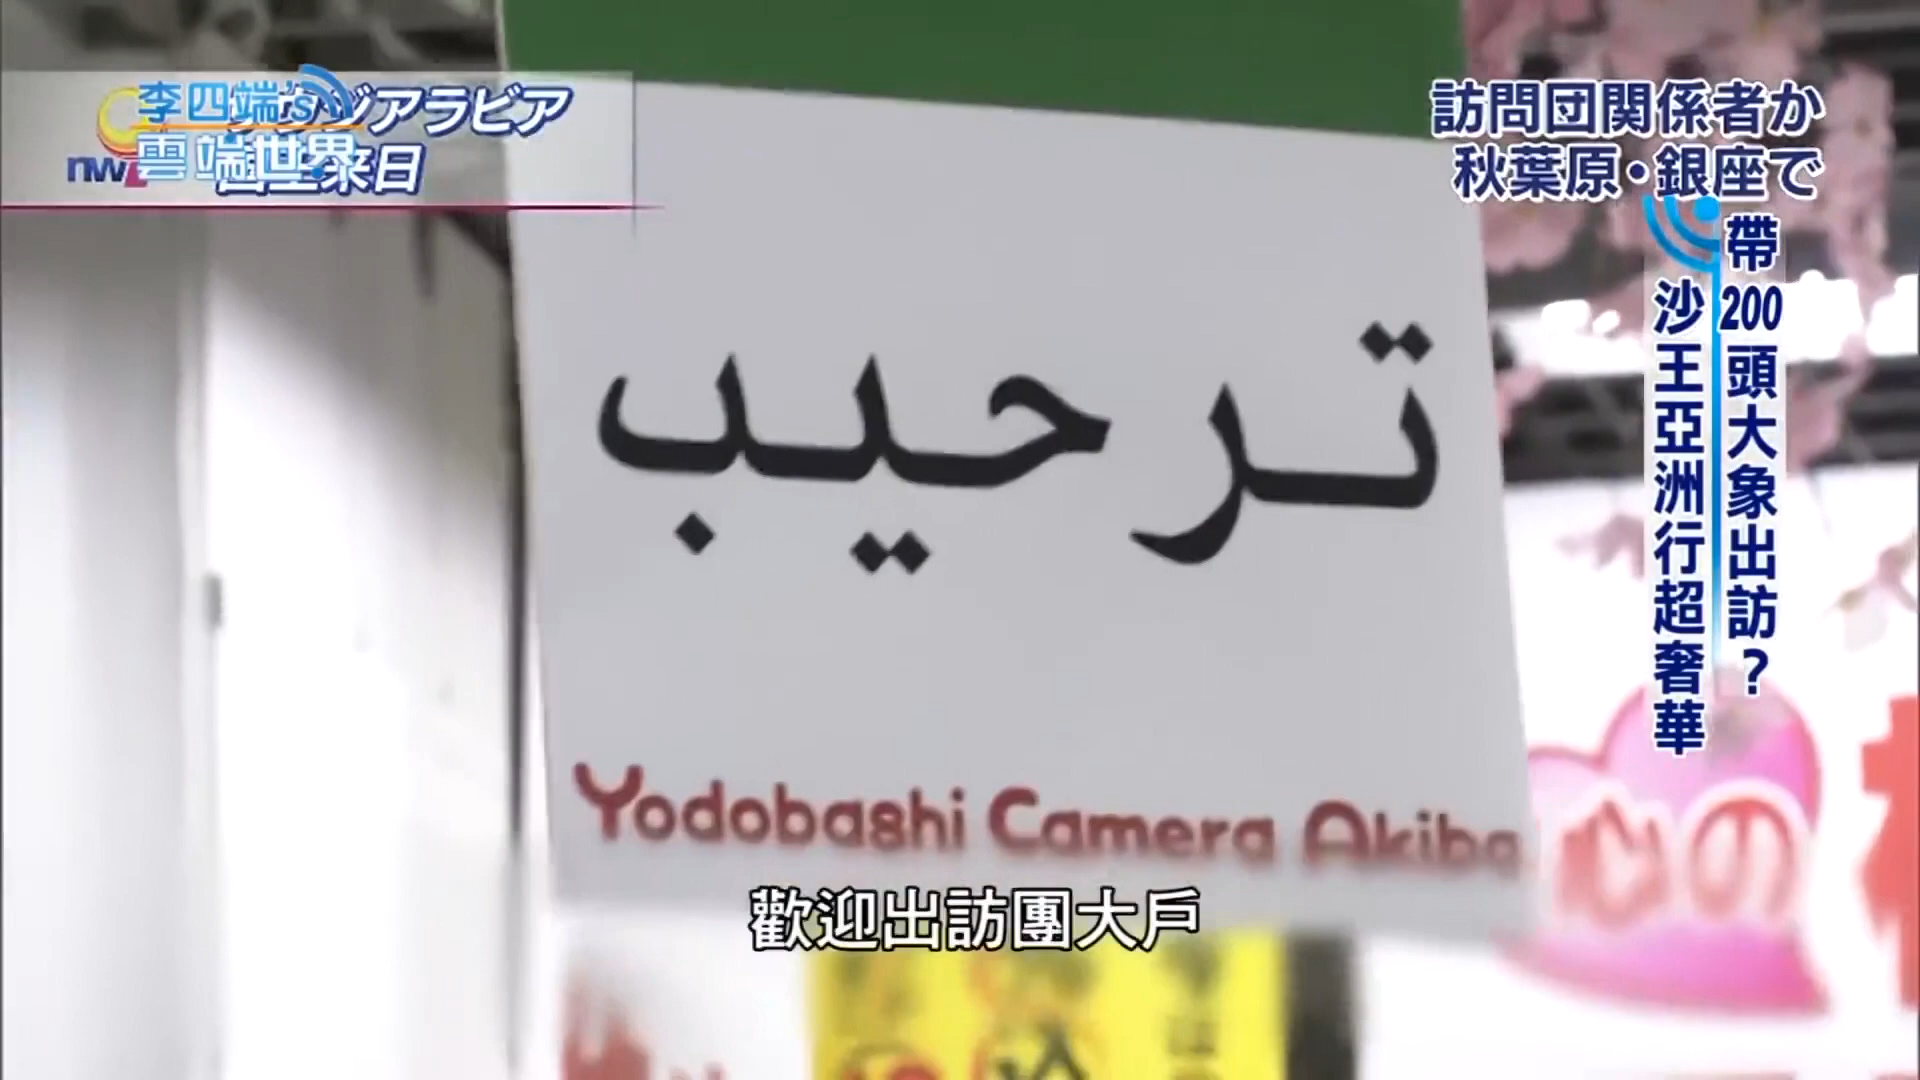 李四端's
雲端世界
サウジアラビア
国王来日
訪問団関係者が
秋葉原・銀座で
帶200頭大象出訪？
沙王亞洲行超奢華
ترحيب
Yodobashi Camera Akiba
心の
歡迎出訪團大戶